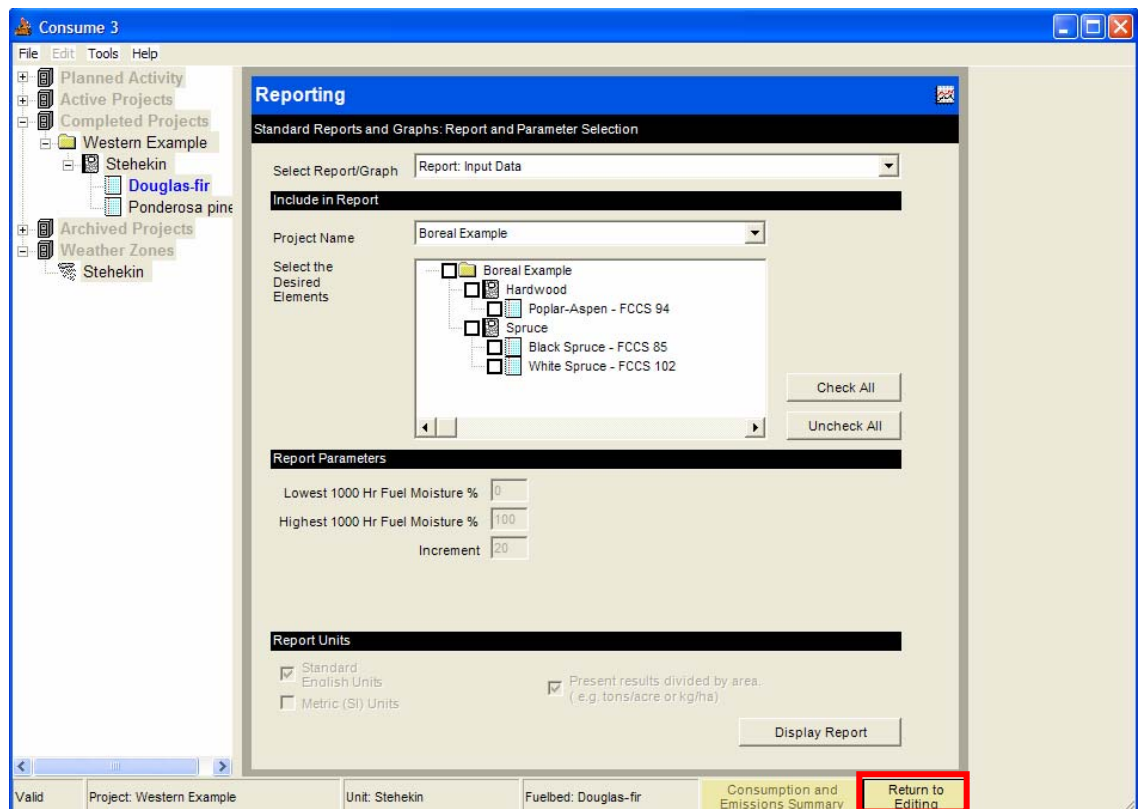 Consume 3
File Edit Tools Help
Planned Activity
Active Projects
Completed Projects
Western Example
Stehekin
Douglas-fir
Ponderosa pine
Archived Projects
Weather Zones
Stehekin
Reporting
Standard Reports and Graphs: Report and Parameter Selection
Select Report/Graph Report: Input Data
Include in Report
Project Name Boreal Example
Select the
Desired
Elements
Boreal Example
Hardwood
Poplar-Aspen - FCCS 94
Spruce
Black Spruce - FCCS 85
White Spruce - FCCS 102
Check All
Uncheck All
Report Parameters
Lowest 1000 Hr Fuel Moisture % 0
Highest 1000 Hr Fuel Moisture % 100
Increment 20
Report Units
Standard
English Units
Metric (SI) Units
Present results divided by area.
( e.g. tons/acre or kg/ha)
Display Report
Valid Project: Western Example Unit: Stehekin Fuelbed: Douglas-fir
Consumption and
Emissions Summary
Return to
Editing